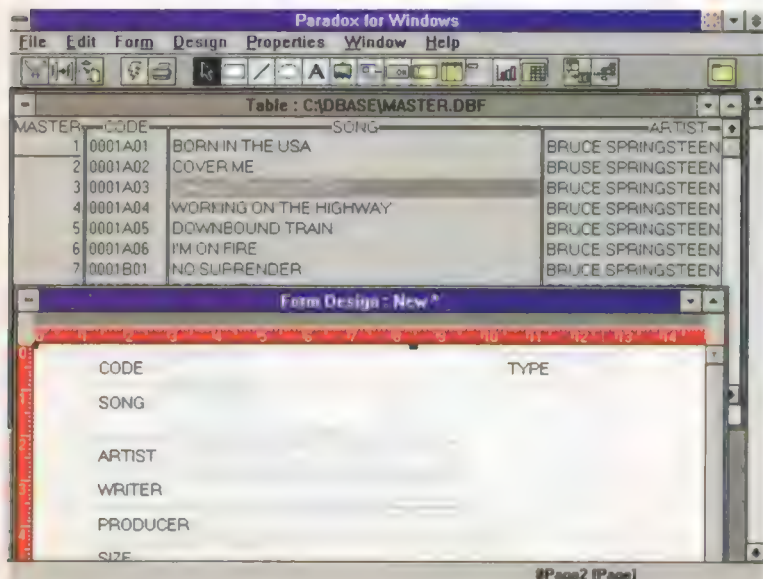 Paradox for Windows
File Edit Form Design Properties Window Help
Table : C:\DBASE\MASTER.DBF
MASTER CODE SONG ARTIST
1 0001A01 BORN IN THE USA BRUCE SPRINGSTEEN
2 0001A02 COVER ME BRUSE SPRINGSTEEN
3 0001A03 BRUCE SPRINGSTEEN
4 0001A04 WORKING ON THE HIGHWAY BRUCE SPRINGSTEEN
5 0001A05 DOWNBOUND TRAIN BRUCE SPRINGSTEEN
6 0001A06 I'M ON FIRE BRUCE SPRINGSTEEN
7 0001B01 NO SURRENDER BRUCE SPRINGSTEEN
Form Design : New *
CODE TYPE
SONG
ARTIST
WRITER
PRODUCER
SIZE
#Page2 [Page]